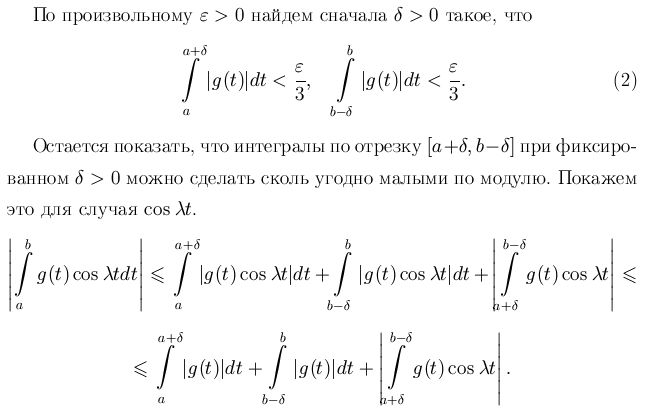 По произвольному ε > 0 найдем сначала δ > 0 такое, что
∫_a^{a+δ} |g(t)|dt < ε/3,  ∫_{b−δ}^b |g(t)|dt < ε/3.  (2)
Остается показать, что интегралы по отрезку [a+δ, b−δ] при фиксиро-
ванном δ > 0 можно сделать сколь угодно малыми по модулю. Покажем
это для случая cos λt.
|∫_a^b g(t) cos λtdt| ⩽ ∫_a^{a+δ} |g(t) cos λt|dt + ∫_{b−δ}^b |g(t) cos λt|dt + |∫_{a+δ}^{b−δ} g(t) cos λt| ⩽
⩽ ∫_a^{a+δ} |g(t)|dt + ∫_{b−δ}^b |g(t)|dt + |∫_{a+δ}^{b−δ} g(t) cos λt|.